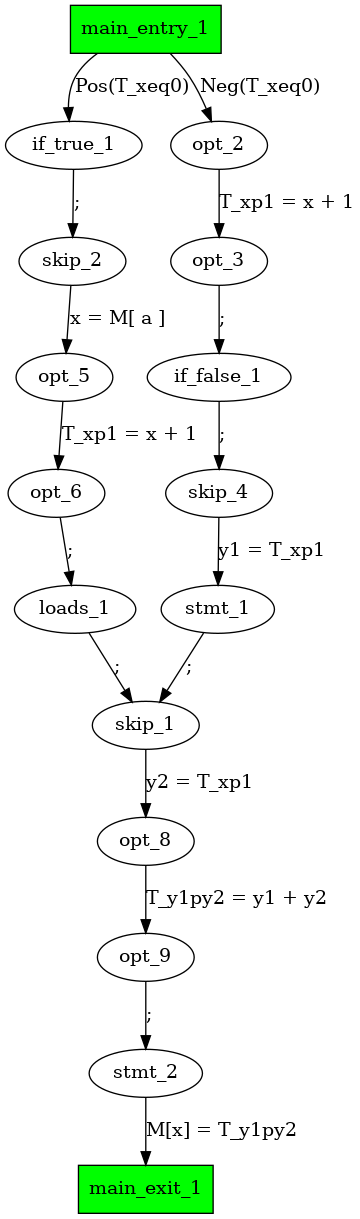 main_entry_1
Pos(T_xeq0) Neg(T_xeq0)
if_true_1 opt_2
; T_xp1 = x + 1
skip_2 opt_3
x = M[ a ] ;
opt_5 if_false_1
T_xp1 = x + 1 ;
opt_6 skip_4
; y1 = T_xp1
loads_1 stmt_1
; ;
skip_1
y2 = T_xp1
opt_8
T_y1py2 = y1 + y2
opt_9
;
stmt_2
M[x] = T_y1py2
main_exit_1